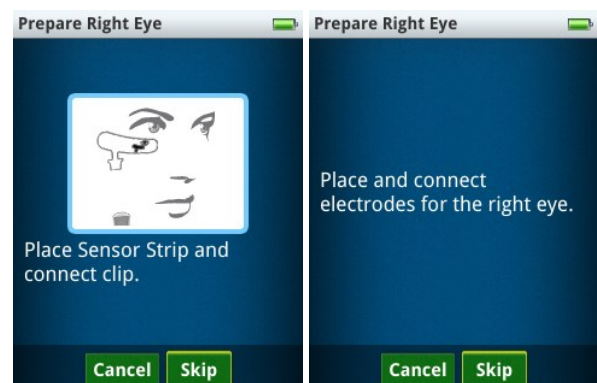 Prepare Right Eye
Place Sensor Strip and
connect clip.
Cancel Skip
Prepare Right Eye
Place and connect
electrodes for the right eye.
Cancel Skip